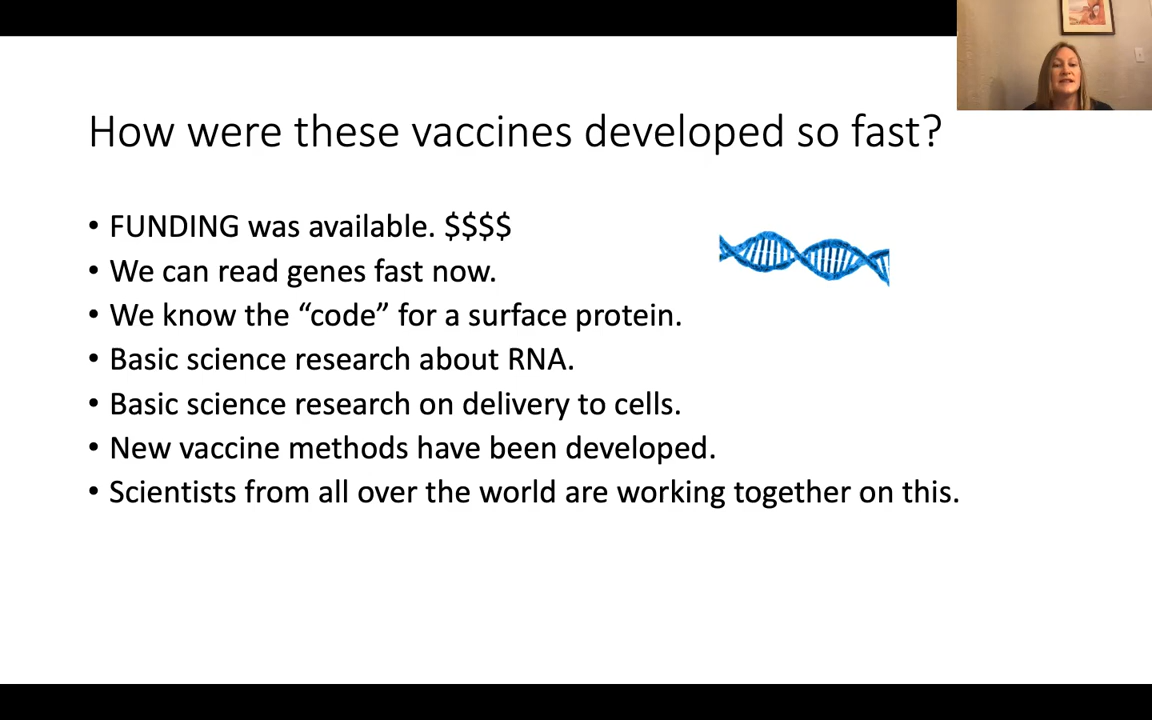 How were these vaccines developed so fast?
• FUNDING was available. $$$$
• We can read genes fast now.
• We know the “code” for a surface protein.
• Basic science research about RNA.
• Basic science research on delivery to cells.
• New vaccine methods have been developed.
• Scientists from all over the world are working together on this.